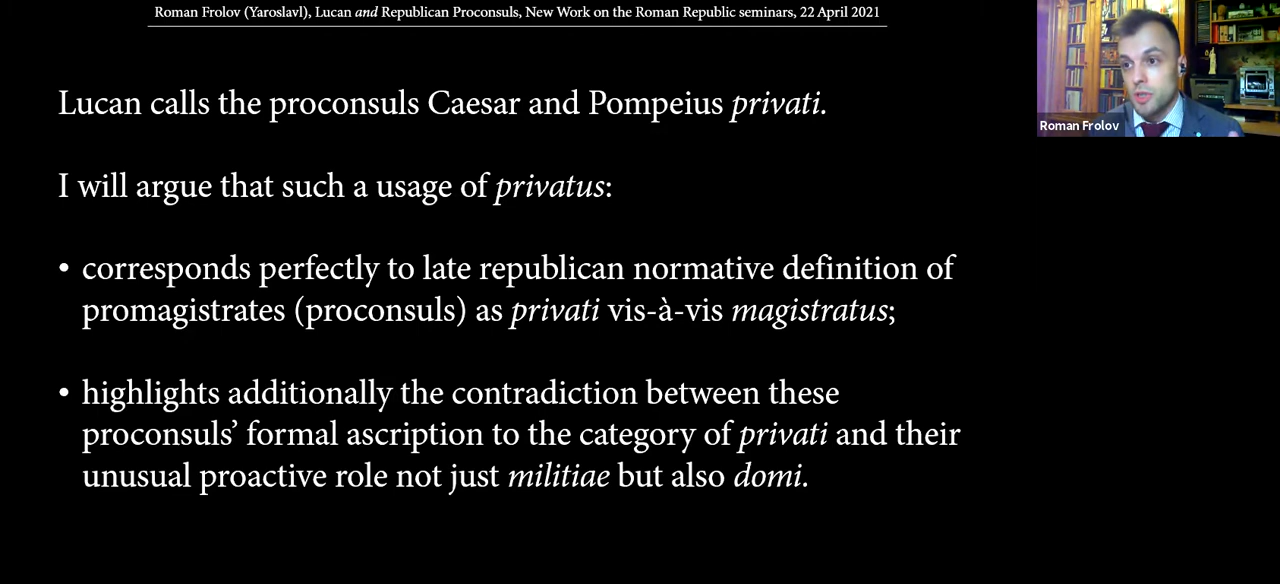 Roman Frolov (Yaroslavl), Lucan and Republican Proconsuls, New Work on the Roman Republic seminars, 22 April 2021
Lucan calls the proconsuls Caesar and Pompeius privati.
I will argue that such a usage of privatus:
• corresponds perfectly to late republican normative definition of
promagistrates (proconsuls) as privati vis-à-vis magistratus;
• highlights additionally the contradiction between these
proconsuls’ formal ascription to the category of privati and their
unusual proactive role not just militiae but also domi.
Roman Frolov